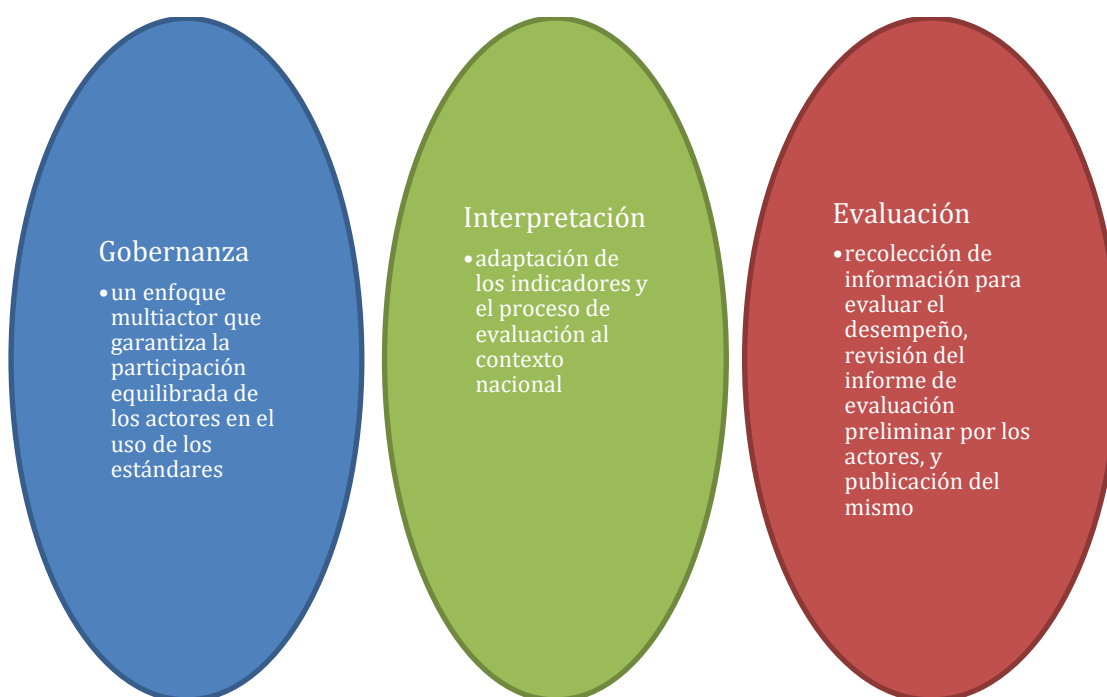 Gobernanza
•un enfoque
multiactor que
garantiza la
participación
equilibrada de
los actores en el
uso de los
estándares
Interpretación
•adaptación de
los indicadores y
el proceso de
evaluación al
contexto
nacional
Evaluación
•recolección de
información para
evaluar el
desempeño,
revisión del
informe de
evaluación
preliminar por los
actores, y
publicación del
mismo